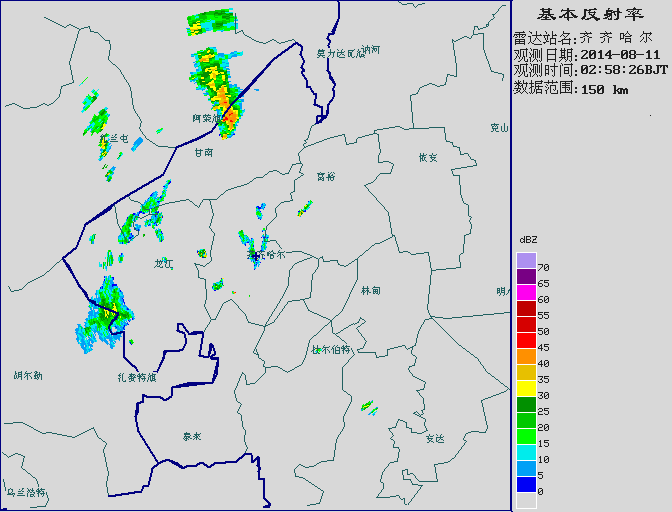 基本反射率
雷达站名:齐 齐 哈 尔
观测日期:2014-08-11
观测时间:02:58:26BJT
数据范围:150 km
莫力达瓦旗
讷河
阿荣旗
克山
扎兰屯
甘南
依安
富裕
齐齐哈尔
龙江
林甸
明水
杜尔伯特
胡尔勒
扎赉特旗
泰来
安达
乌兰浩特
dBZ
70
65
60
55
50
45
40
35
30
25
20
15
10
5
0